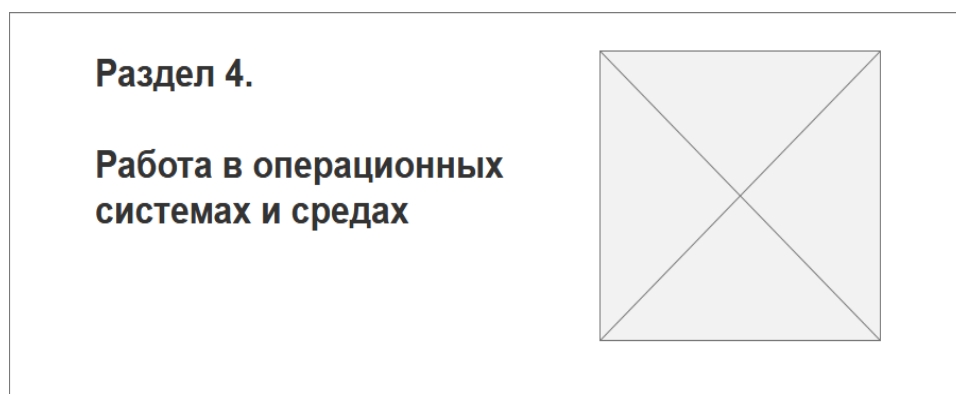 Раздел 4.
Работа в операционных
системах и средах